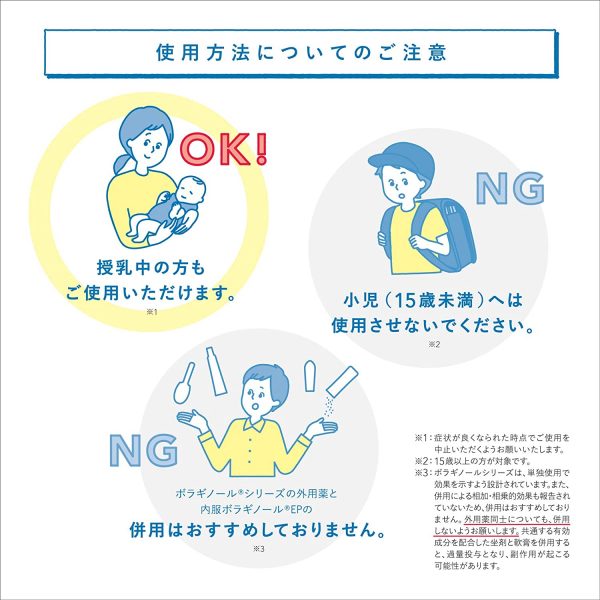 使用方法についてのご注意
OK!
授乳中の方も
ご使用いただけます。
※1
NG
小児（15歳未満）へは
使用させないでください。
※2
NG
ボラギノール®シリーズの外用薬と
内服ボラギノール®EPの
併用はおすすめしておりません。
※3
※1：症状が良くなられた時点でご使用を
中止いただくようお願いいたします。
※2：15歳以上の方が対象です。
※3：ボラギノールシリーズは、単独使用で
効果を示すよう設計されています。また、
併用による相加・相乗的効果も報告され
ていないため、併用はおすすめしており
ません。外用薬同士についても、併用
しないようお願いします。共通する有効
成分を配合した坐剤と軟膏を併用する
と、過量投与となり、副作用が起こる
可能性があります。